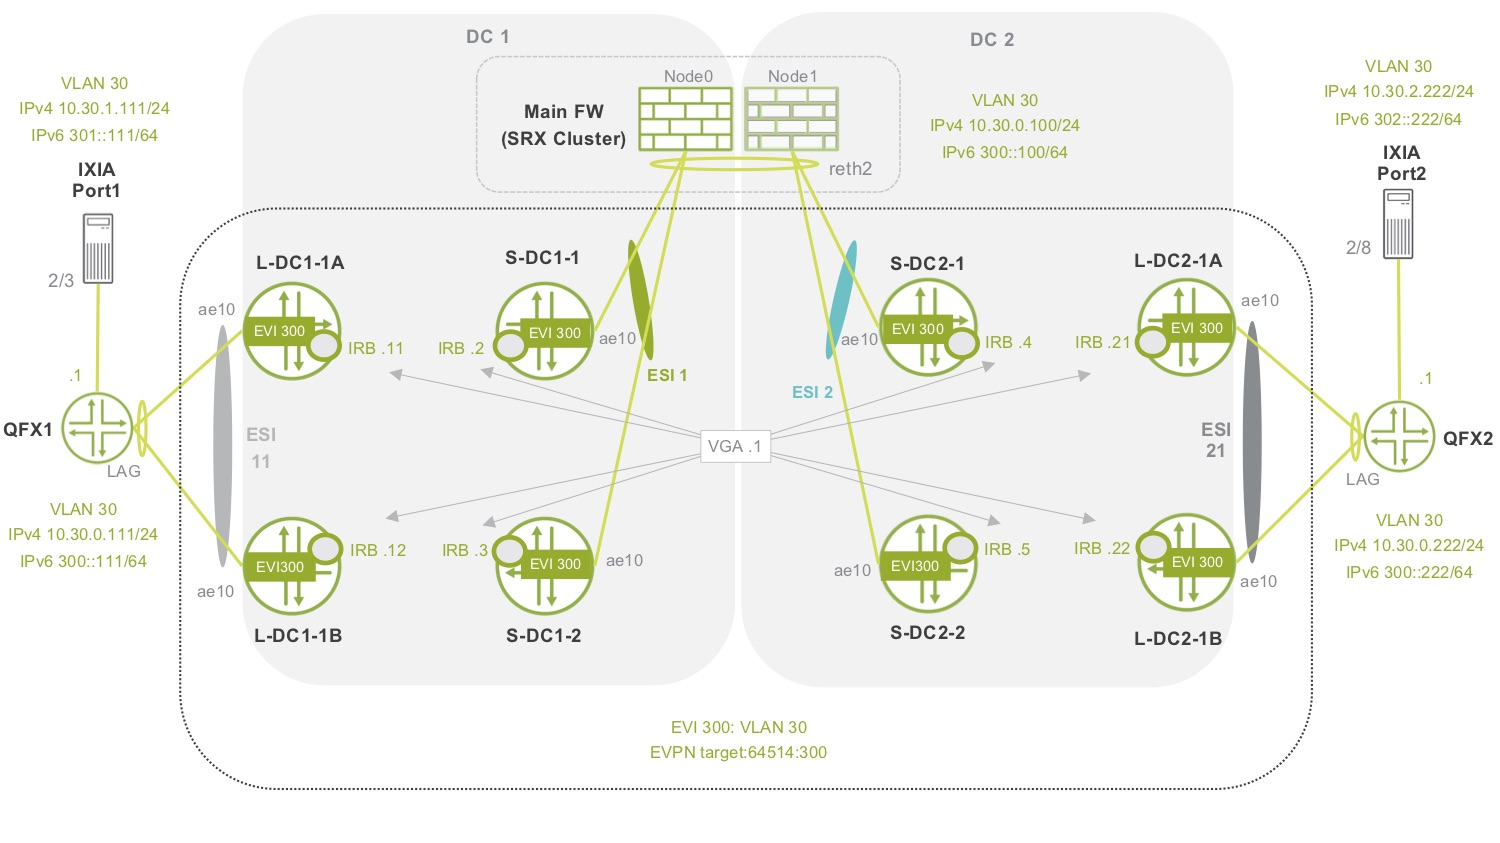 DC 1
DC 2
Node0
Node1
Main FW
(SRX Cluster)
reth2
VLAN 30
IPv4 10.30.0.100/24
IPv6 300::100/64
VLAN 30
IPv4 10.30.1.111/24
IPv6 301::111/64
IXIA
Port1
2/3
.1
QFX1
LAG
VLAN 30
IPv4 10.30.0.111/24
IPv6 300::111/64
VLAN 30
IPv4 10.30.2.222/24
IPv6 302::222/64
IXIA
Port2
2/8
.1
QFX2
LAG
VLAN 30
IPv4 10.30.0.222/24
IPv6 300::222/64
L-DC1-1A
ae10
EVI 300
IRB .11
S-DC1-1
IRB .2
EVI 300
ae10
ESI 1
S-DC2-1
ae10
EVI 300
IRB .4
ESI 2
L-DC2-1A
IRB .21
EVI 300
ae10
ESI
11
VGA .1
ESI
21
EVI300
IRB .12
ae10
L-DC1-1B
IRB .3
EVI 300
ae10
S-DC1-2
ae10
EVI300
IRB .5
S-DC2-2
IRB .22
EVI 300
ae10
L-DC2-1B
EVI 300: VLAN 30
EVPN target:64514:300